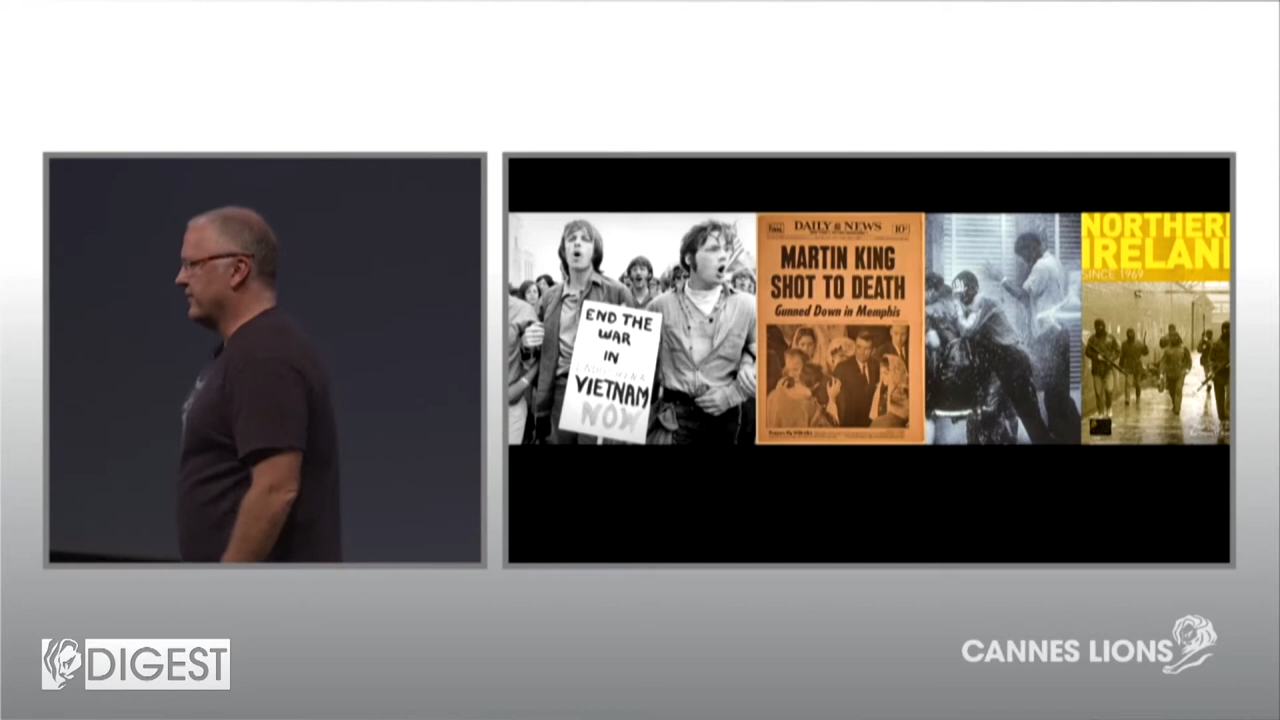 END THE
WAR
IN
VIETNAM
NOW
DAILY NEWS
10¢
MARTIN KING
SHOT TO DEATH
Gunned Down in Memphis
NORTHERN
IRELAN
SINCE 1969
DIGEST
CANNES LIONS